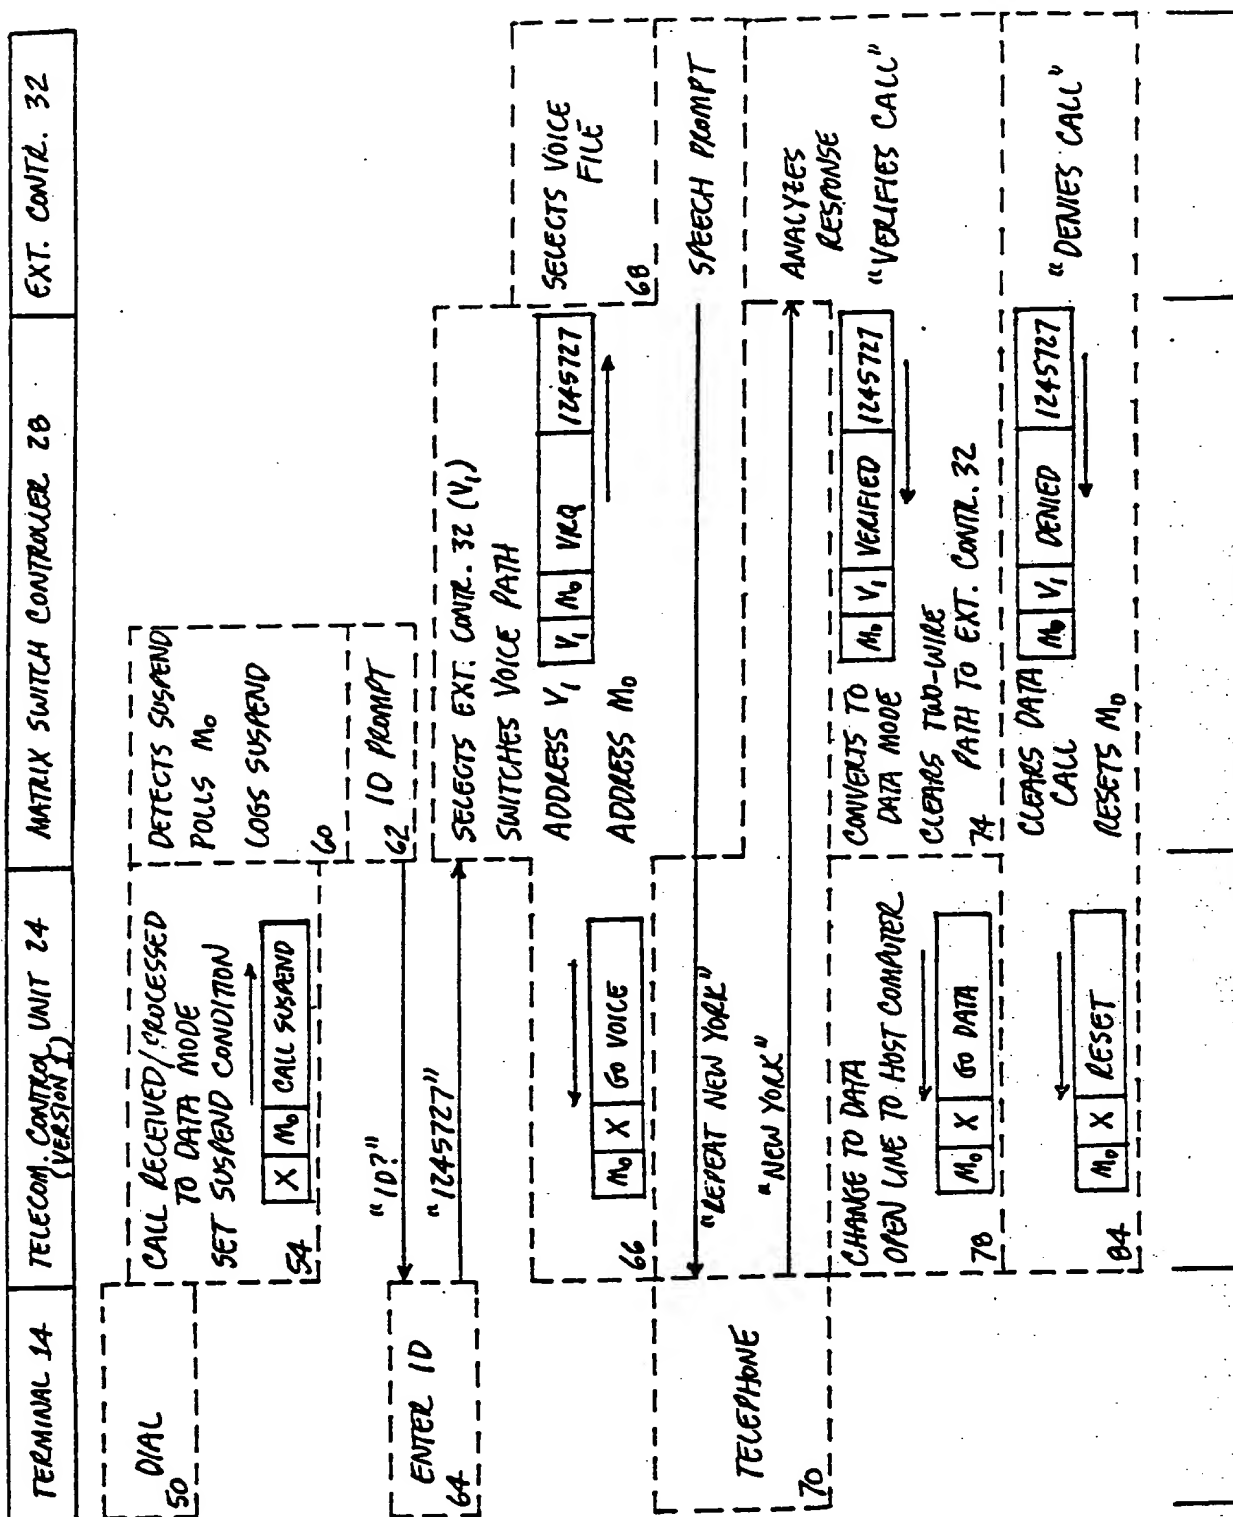 TERMINAL 14
TELECOM. CONTROL UNIT 24
(VERSION 1)
MATRIX SWITCH CONTROLLER 28
EXT. CONTR. 32
DIAL
50
CALL RECEIVED/PROCESSED
TO DATA MODE
SET SUSPEND CONDITION
X M₀ CALL SUSPEND
54
DETECTS SUSPEND
POLLS M₀
LOGS SUSPEND
60
ID PROMPT
62
"ID?"
ENTER ID
64
"1245727"
SELECTS EXT. CONTR. 32 (V₁)
SWITCHES VOICE PATH
ADDRESS V₁
V₁ M₀ VRQ 1245727
ADDRESS M₀
SELECTS VOICE
FILE
68
M₀ X GO VOICE
66
SPEECH PROMPT
"REPEAT NEW YORK"
TELEPHONE
70
"NEW YORK"
ANALYZES
RESPONSE
"VERIFIES CALL"
M₀ V₁ VERIFIED 1245727
CONVERTS TO
DATA MODE
CLEARS TWO-WIRE
PATH TO EXT. CONTR. 32
74
CHANGE TO DATA
OPEN LINE TO HOST COMPUTER
M₀ X GO DATA
78
"DENIES CALL"
M₀ V₁ DENIED 1245727
CLEARS DATA
CALL
RESETS M₀
M₀ X RESET
84